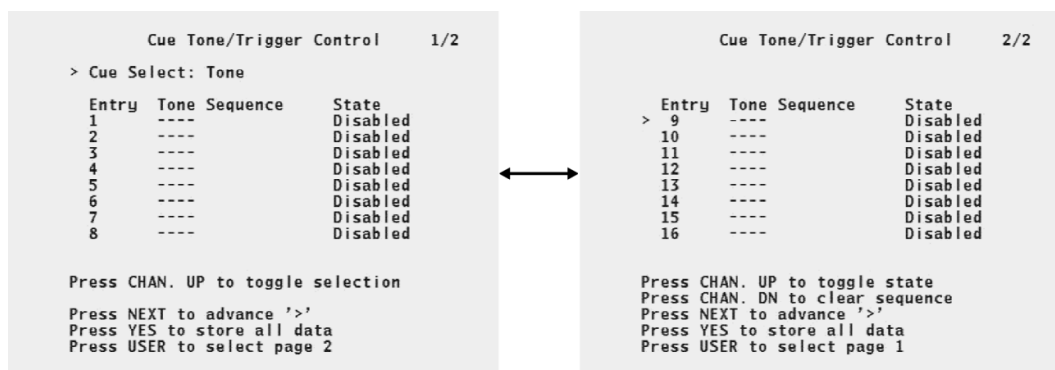 Cue Tone/Trigger Control 1/2
> Cue Select: Tone
Entry Tone Sequence State
1 ---- Disabled
2 ---- Disabled
3 ---- Disabled
4 ---- Disabled
5 ---- Disabled
6 ---- Disabled
7 ---- Disabled
8 ---- Disabled
Press CHAN. UP to toggle selection
Press NEXT to advance '>'
Press YES to store all data
Press USER to select page 2
Cue Tone/Trigger Control 2/2
Entry Tone Sequence State
> 9 ---- Disabled
10 ---- Disabled
11 ---- Disabled
12 ---- Disabled
13 ---- Disabled
14 ---- Disabled
15 ---- Disabled
16 ---- Disabled
Press CHAN. UP to toggle state
Press CHAN. DN to clear sequence
Press NEXT to advance '>'
Press YES to store all data
Press USER to select page 1